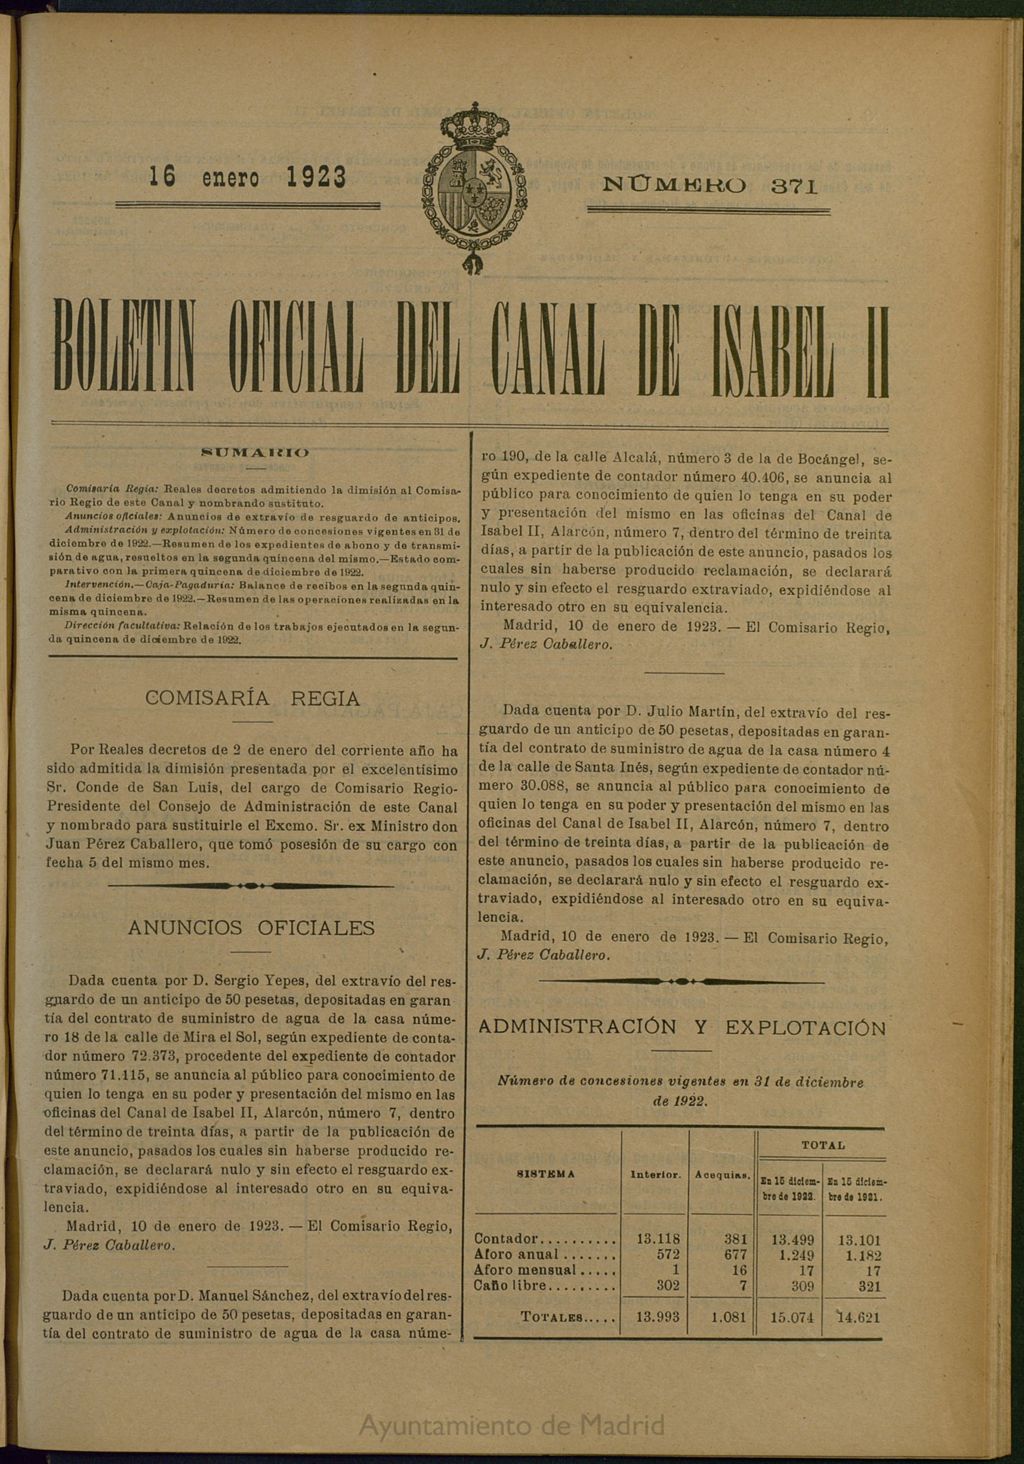 16 enero 1923
NÚMERO 371
BOLETIN OFICIAL DEL CANAL DE ISABEL II
SUMARIO
Comisaría Regia: Reales decretos admitiendo la dimisión al Comisa-
rio Regio de este Canal y nombrando sustituto.
Anuncios oficiales: Anuncios de extravío de resguardo de anticipos.
Administración y explotación: Número de concesiones vigentes en 31 de
diciembre de 1922.—Resumen de los expedientes de abono y de transmi-
sión de agua, resueltos en la segunda quincena del mismo.—Estado com-
parativo con la primera quincena de diciembre de 1922.
Intervención.—Caja-Pagaduría: Balance de recibos en la segunda quin-
cena de diciembre de 1922.—Resumen de las operaciones realizadas en la
misma quincena.
Dirección facultativa: Relación de los trabajos ejecutados en la segun-
da quincena de diciembre de 1922.
COMISARÍA REGIA
Por Reales decretos de 2 de enero del corriente año ha
sido admitida la dimisión presentada por el excelentísimo
Sr. Conde de San Luis, del cargo de Comisario Regio-
Presidente del Consejo de Administración de este Canal
y nombrado para sustituirle el Excmo. Sr. ex Ministro don
Juan Pérez Caballero, que tomó posesión de su cargo con
fecha 5 del mismo mes.
ANUNCIOS OFICIALES
Dada cuenta por D. Sergio Yepes, del extravío del res-
guardo de un anticipo de 50 pesetas, depositadas en garan
tía del contrato de suministro de agua de la casa núme-
ro 18 de la calle de Mira el Sol, según expediente de conta-
dor número 72.373, procedente del expediente de contador
número 71.115, se anuncia al público para conocimiento de
quien lo tenga en su poder y presentación del mismo en las
oficinas del Canal de Isabel II, Alarcón, número 7, dentro
del término de treinta días, a partir de la publicación de
este anuncio, pasados los cuales sin haberse producido re-
clamación, se declarará nulo y sin efecto el resguardo ex-
traviado, expidiéndose al interesado otro en su equiva-
lencia.
Madrid, 10 de enero de 1923. — El Comisario Regio,
J. Pérez Caballero.
Dada cuenta por D. Manuel Sánchez, del extravío del res-
guardo de un anticipo de 50 pesetas, depositadas en garan-
tía del contrato de suministro de agua de la casa núme-
ro 190, de la calle Alcalá, número 3 de la de Bocángel, se-
gún expediente de contador número 40.406, se anuncia al
público para conocimiento de quien lo tenga en su poder
y presentación del mismo en las oficinas del Canal de
Isabel II, Alarcón, número 7, dentro del término de treinta
días, a partir de la publicación de este anuncio, pasados los
cuales sin haberse producido reclamación, se declarará
nulo y sin efecto el resguardo extraviado, expidiéndose al
interesado otro en su equivalencia.
Madrid, 10 de enero de 1923. — El Comisario Regio,
J. Pérez Caballero.
Dada cuenta por D. Julio Martín, del extravío del res-
guardo de un anticipo de 50 pesetas, depositadas en garan-
tía del contrato de suministro de agua de la casa número 4
de la calle de Santa Inés, según expediente de contador nú-
mero 30.088, se anuncia al público para conocimiento de
quien lo tenga en su poder y presentación del mismo en las
oficinas del Canal de Isabel II, Alarcón, número 7, dentro
del término de treinta días, a partir de la publicación de
este anuncio, pasados los cuales sin haberse producido re-
clamación, se declarará nulo y sin efecto el resguardo ex-
traviado, expidiéndose al interesado otro en su equiva-
lencia.
Madrid, 10 de enero de 1923. — El Comisario Regio,
J. Pérez Caballero.
ADMINISTRACIÓN Y EXPLOTACIÓN
Número de concesiones vigentes en 31 de diciembre
de 1922.
TOTAL
SISTEMA Interior. Acequias. En 15 diciem- En 15 diciem-
bre de 1922. bre de 1921.
Contador.......... 13.118 381 13.499 13.101
Aforo anual....... 572 677 1.249 1.182
Aforo mensual..... 1 16 17 17
Caño libre......... 302 7 309 321
TOTALES..... 13.993 1.081 15.074 14.621
Ayuntamiento de Madrid